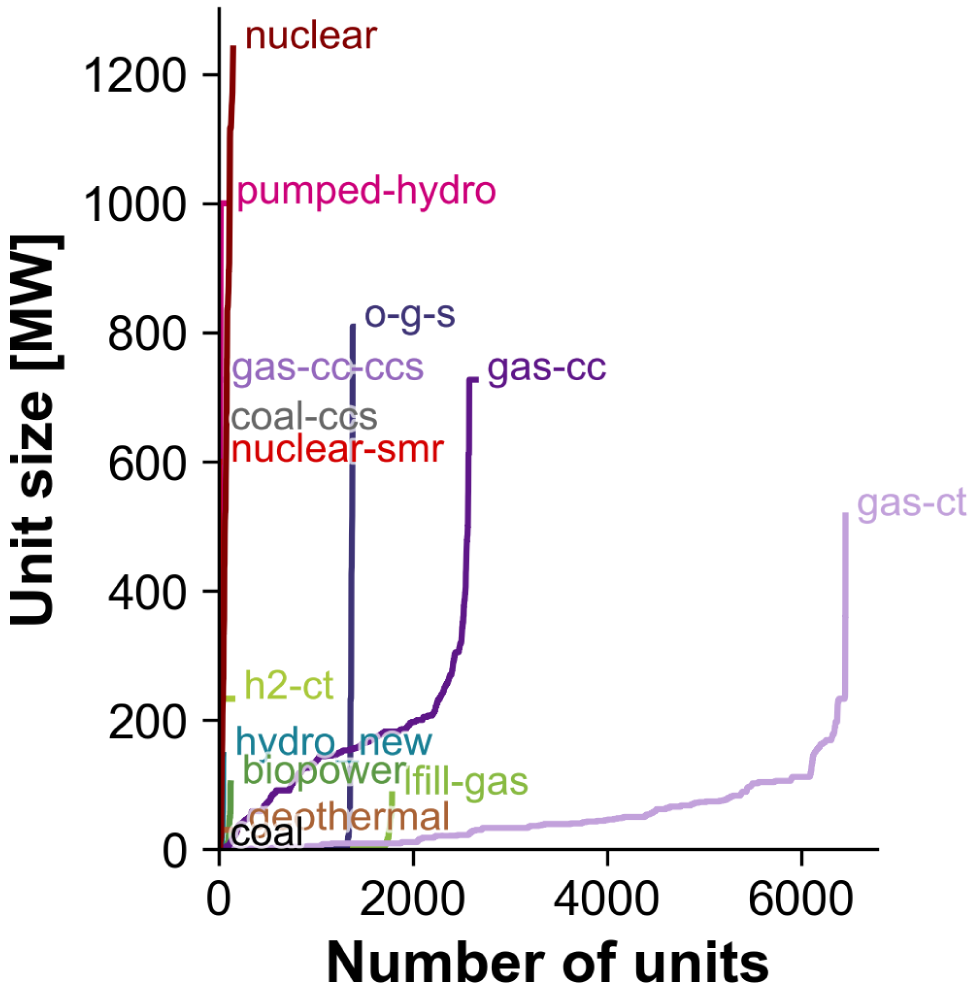 nuclear
1200
pumped-hydro
1000
o-g-s
800
gas-cc-ccs
gas-cc
coal-ccs
nuclear-smr
600
gas-ct
400
h2-ct
200
hydro_new
biopower
lfill-gas
geothermal
coal
0
0 2000 4000 6000
Number of units
Unit size [MW]